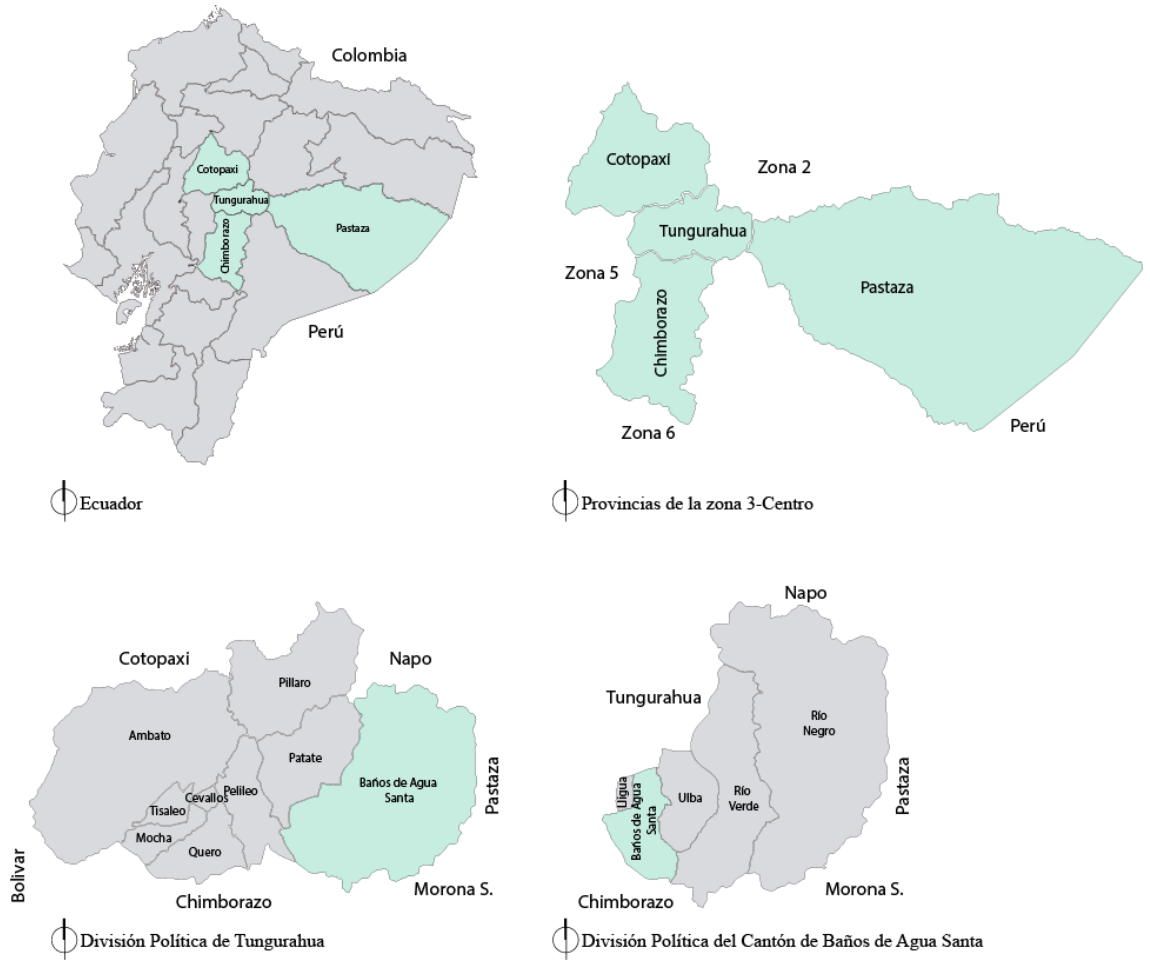 Colombia
Cotopaxi
Tungurahua
Chimborazo
Pastaza
Perú
Ecuador
Cotopaxi
Zona 2
Tungurahua
Zona 5
Pastaza
Chimborazo
Zona 6
Perú
Provincias de la zona 3-Centro
Cotopaxi
Napo
Pillaro
Ambato
Patate
Baños de Agua
Santa
Pelileo
Cevallos
Tisaleo
Mocha
Quero
Pastaza
Bolivar
Morona S.
Chimborazo
División Política de Tungurahua
Napo
Tungurahua
Río
Negro
Pastaza
Lligua
Baños de Agua
Santa
Ulba
Río
Verde
Morona S.
Chimborazo
División Política del Cantón de Baños de Agua Santa